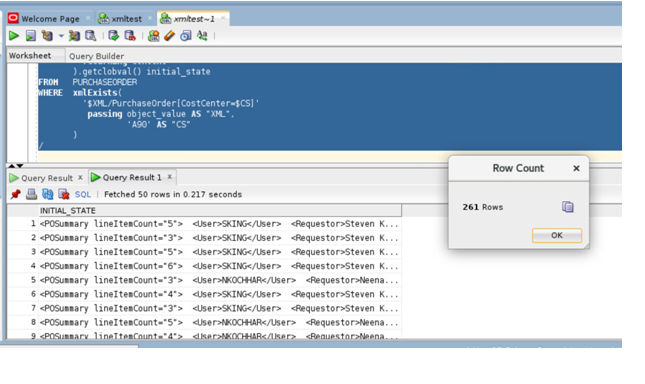 Welcome Page xmltest xmltest~1
Worksheet Query Builder
).getclobval() initial_state
FROM PURCHASEORDER
WHERE xmlExists(
'$XML/PurchaseOrder[CostCenter=$CS]'
passing object_value AS "XML",
'A90' AS "CS"
)
/
Query Result x Query Result 1 x
SQL | Fetched 50 rows in 0.217 seconds
INITIAL_STATE
1 <POSummary lineItemCount="5"> <User>SKING</User> <Requestor>Steven K...
2 <POSummary lineItemCount="3"> <User>SKING</User> <Requestor>Steven K...
3 <POSummary lineItemCount="5"> <User>SKING</User> <Requestor>Steven K...
4 <POSummary lineItemCount="6"> <User>SKING</User> <Requestor>Steven K...
5 <POSummary lineItemCount="3"> <User>NKOCHHAR</User> <Requestor>Neena...
6 <POSummary lineItemCount="4"> <User>SKING</User> <Requestor>Steven K...
7 <POSummary lineItemCount="3"> <User>SKING</User> <Requestor>Steven K...
8 <POSummary lineItemCount="5"> <User>NKOCHHAR</User> <Requestor>Neena...
9 <POSummary lineItemCount="4"> <User>NKOCHHAR</User> <Requestor>Neena...
Row Count
261 Rows
OK